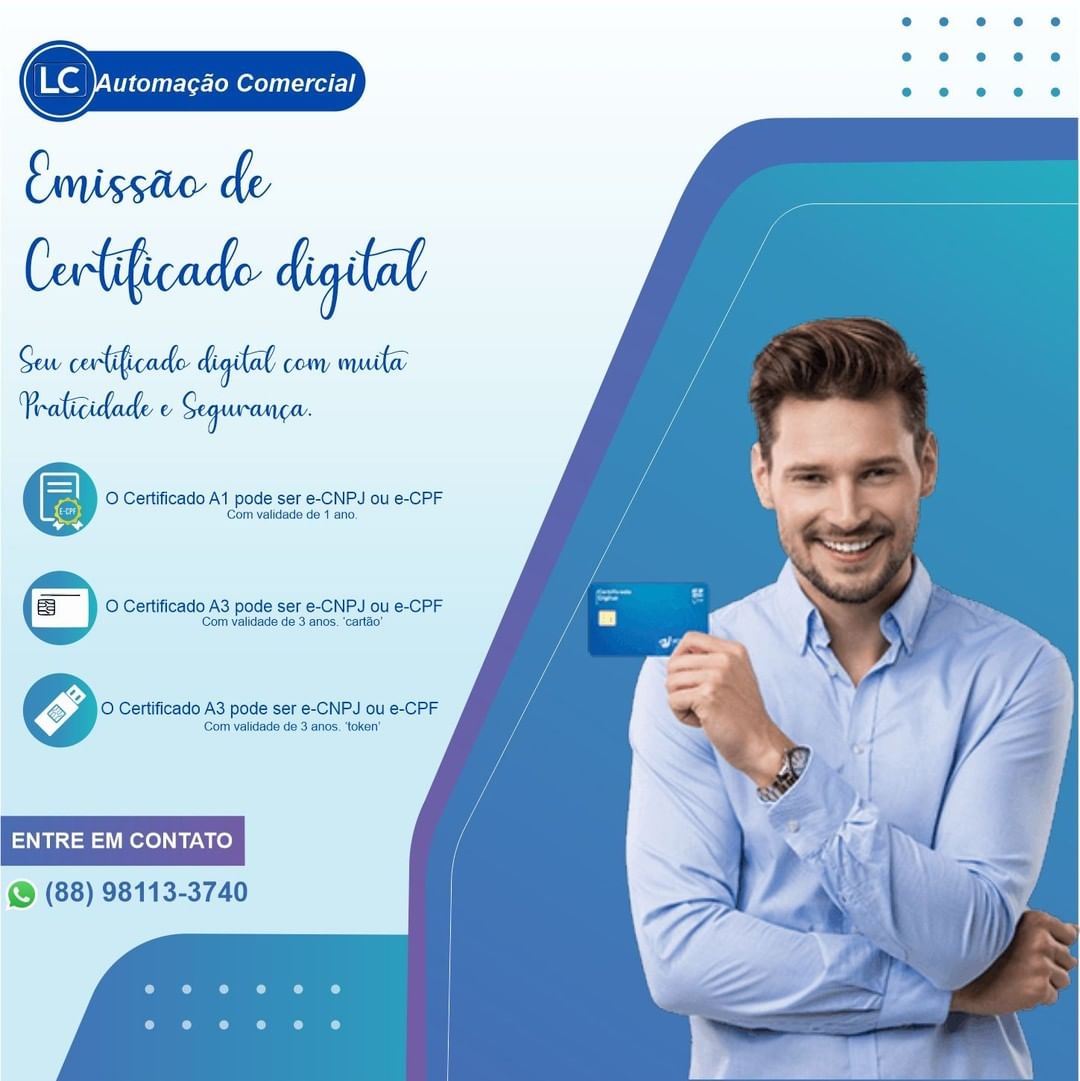 LC Automação Comercial
Emissão de
Certificado digital
Seu certificado digital com muita
Praticidade e Segurança.
E-CPF
O Certificado A1 pode ser e-CNPJ ou e-CPF
Com validade de 1 ano.
O Certificado A3 pode ser e-CNPJ ou e-CPF
Com validade de 3 anos. 'cartão'
O Certificado A3 pode ser e-CNPJ ou e-CPF
Com validade de 3 anos. 'token'
Certificado
Digital
ENTRE EM CONTATO
(88) 98113-3740